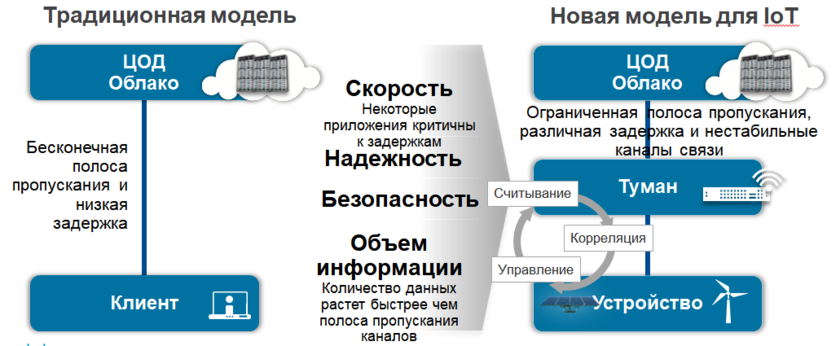 Традиционная модель
ЦОД
Облако
Бесконечная
полоса
пропускания и
низкая
задержка
Клиент
Скорость
Некоторые
приложения критичны
к задержкам
Надежность
Безопасность
Объем
информации
Количество данных
растет быстрее чем
полоса пропускания
каналов
Новая модель для IoT
ЦОД
Облако
Ограниченная полоса пропускания,
различная задержка и нестабильные
каналы связи
Туман
Считывание
Корреляция
Управление
Устройство